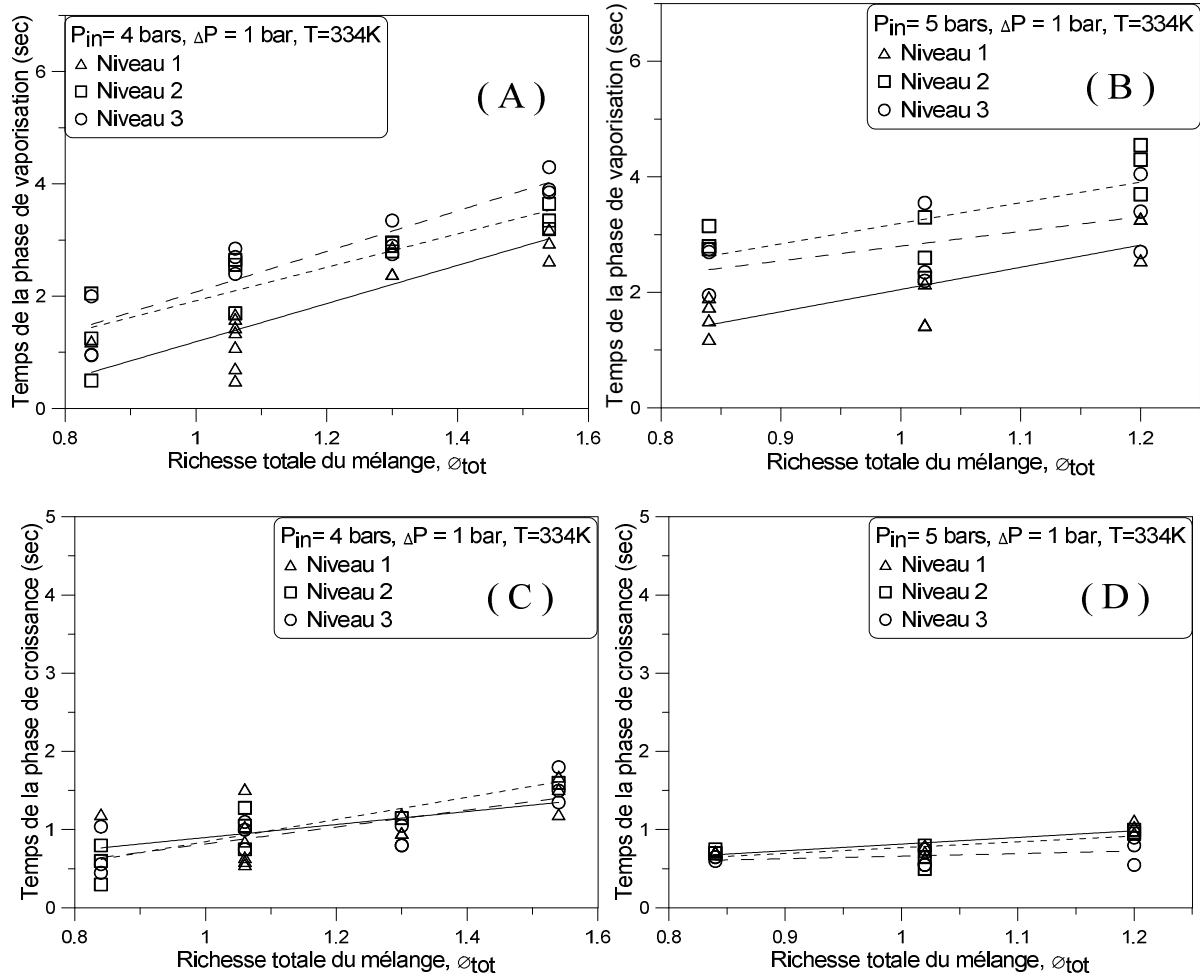 Pin= 4 bars, ΔP = 1 bar, T=334K
Niveau 1
Niveau 2
Niveau 3
( A )
Temps de la phase de vaporisation (sec)
6
4
2
0
0.8
1
1.2
1.4
1.6
Richesse totale du mélange, ∅tot
Pin= 5 bars, ΔP = 1 bar, T=334K
Niveau 1
Niveau 2
Niveau 3
( B )
Temps de la phase de vaporisation (sec)
6
4
2
0
0.8
0.9
1
1.1
1.2
Richesse totale du mélange, ∅tot
Pin= 4 bars, ΔP = 1 bar, T=334K
Niveau 1
Niveau 2
Niveau 3
( C )
Temps de la phase de croissance (sec)
5
4
3
2
1
0
0.8
1
1.2
1.4
1.6
Richesse totale du mélange, ∅tot
Pin= 5 bars, ΔP = 1 bar, T=334K
Niveau 1
Niveau 2
Niveau 3
( D )
Temps de la phase de croissance (sec)
5
4
3
2
1
0
0.8
0.9
1
1.1
1.2
Richesse totale du mélange, ∅tot